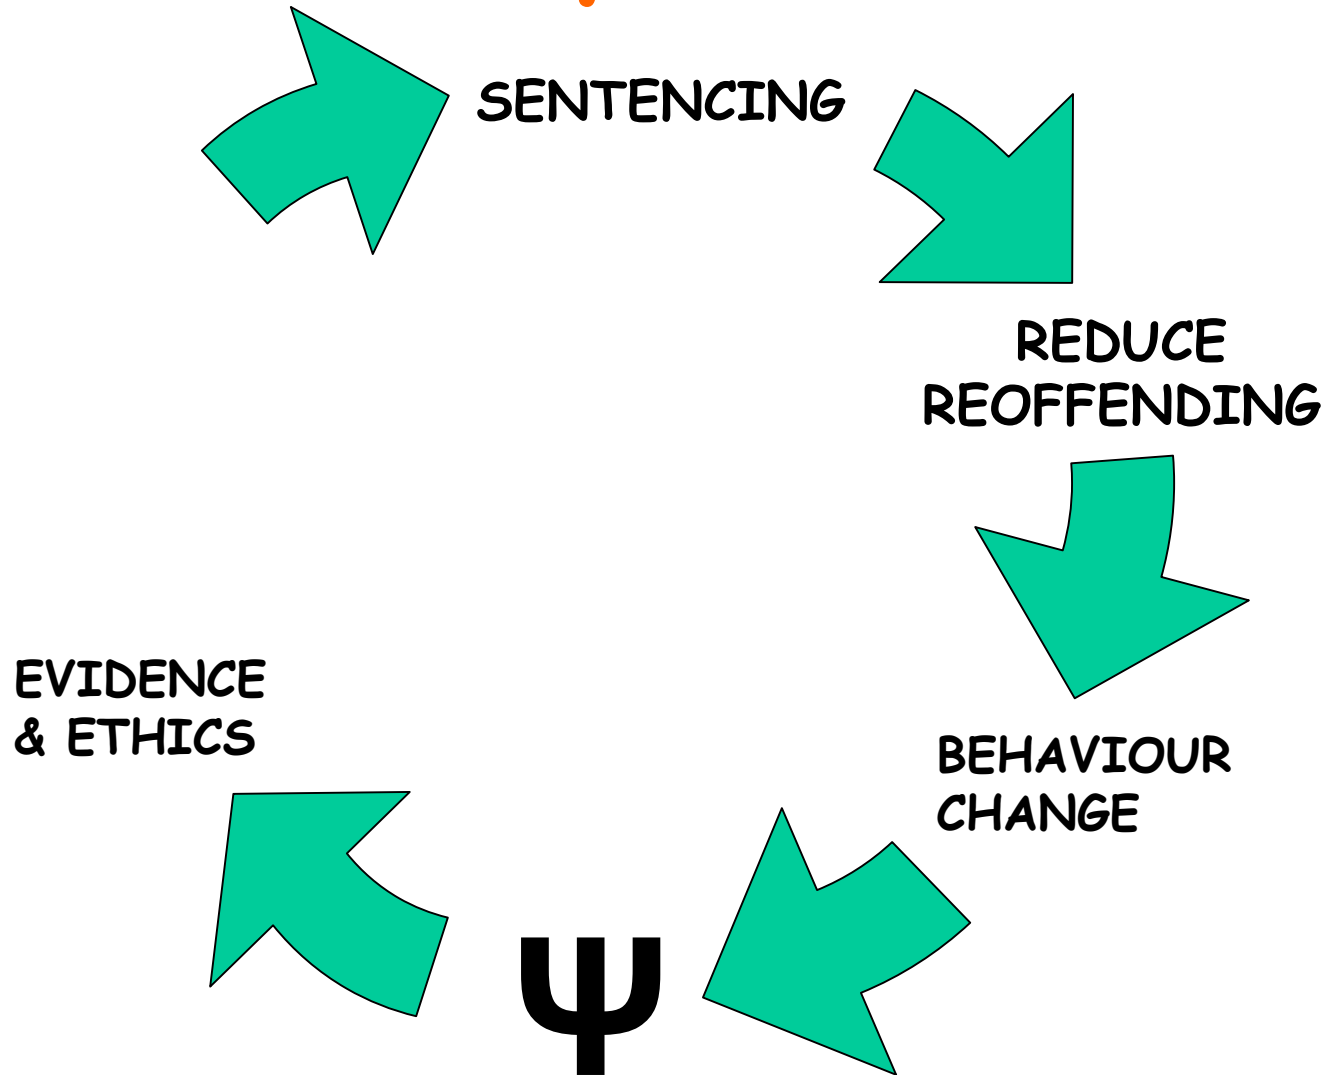 SENTENCING
REDUCE
REOFFENDING
BEHAVIOUR
CHANGE
Ψ
EVIDENCE
& ETHICS